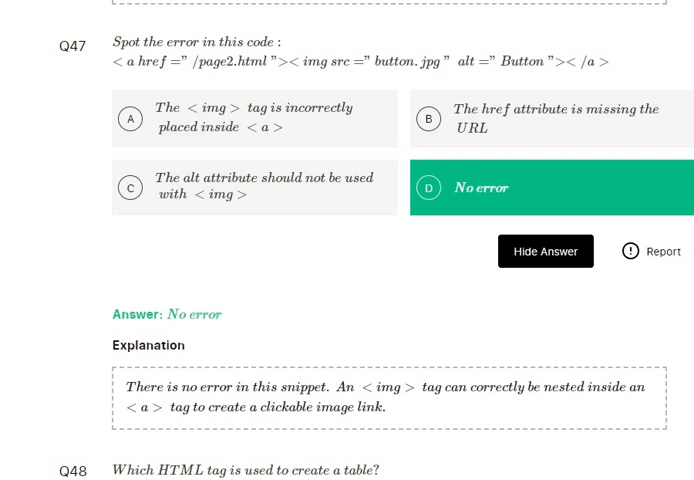 Q47
Spot the error in this code :
< a href =” /page2.html ”>< img src =” button. jpg ” alt =” Button ”>< /a >
A
The < img > tag is incorrectly
placed inside < a >
B
The href attribute is missing the
URL
C
The alt attribute should not be used
with < img >
D
No error
Hide Answer
! Report
Answer: No error
Explanation
There is no error in this snippet. An < img > tag can correctly be nested inside an
< a > tag to create a clickable image link.
Q48
Which HTML tag is used to create a table?